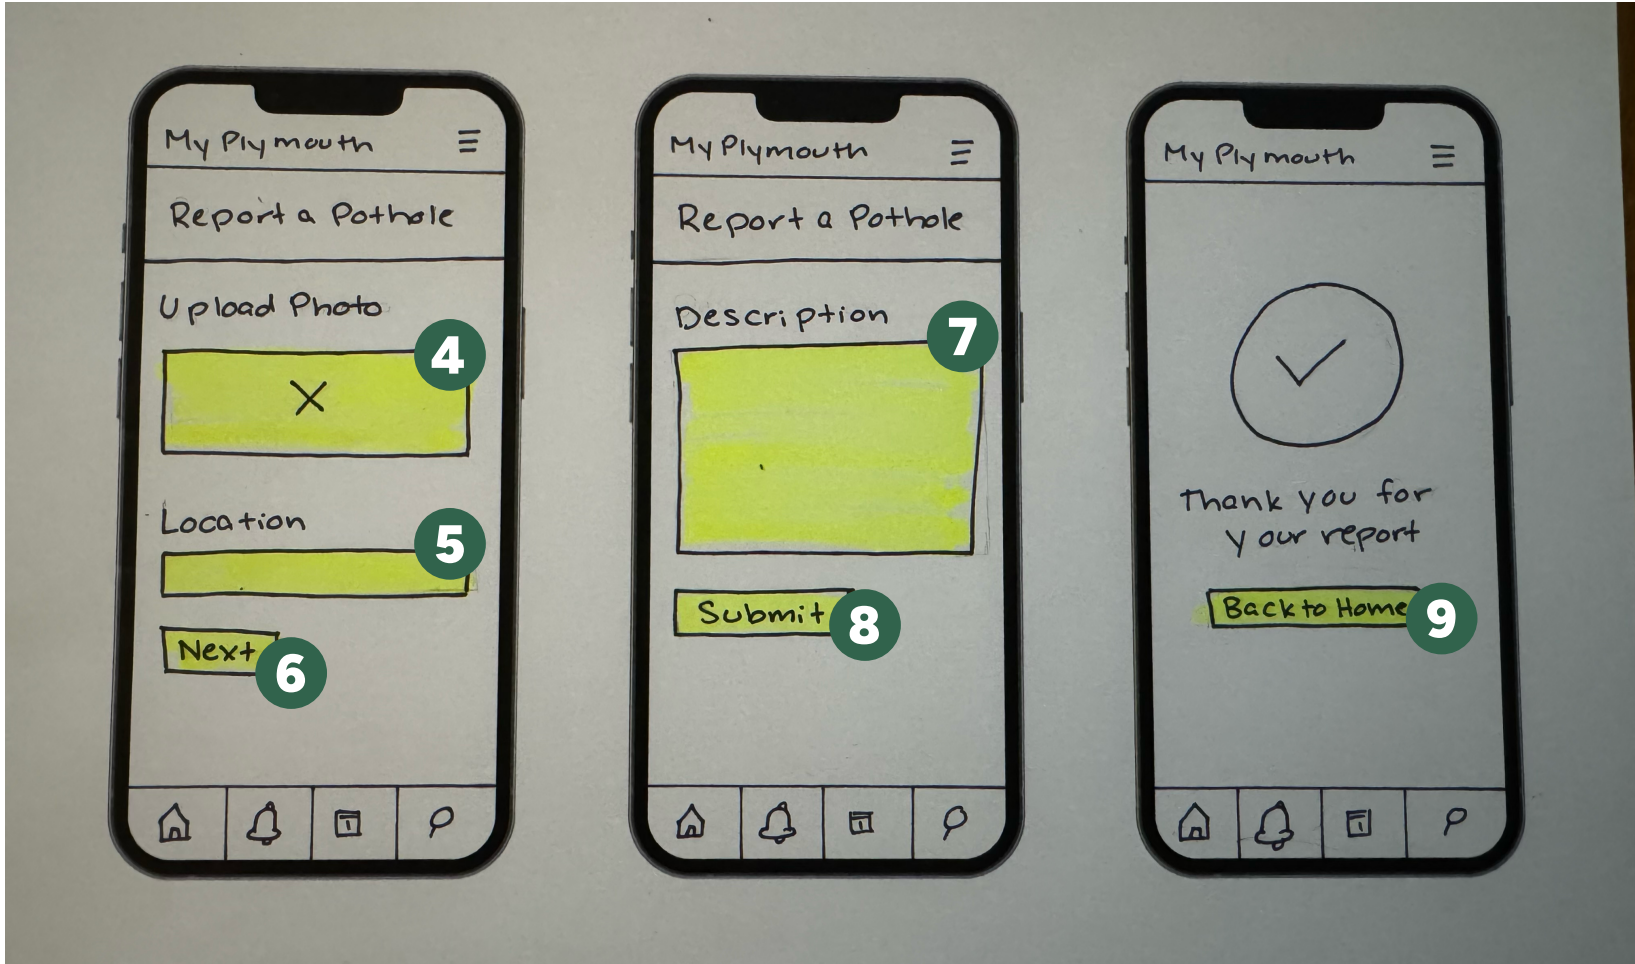 My Plymouth
Report a Pothole
Upload Photo
4
Location
5
Next
6
My Plymouth
Report a Pothole
Description
7
Submit
8
My Plymouth
Thank you for
your report
Back to Home
9